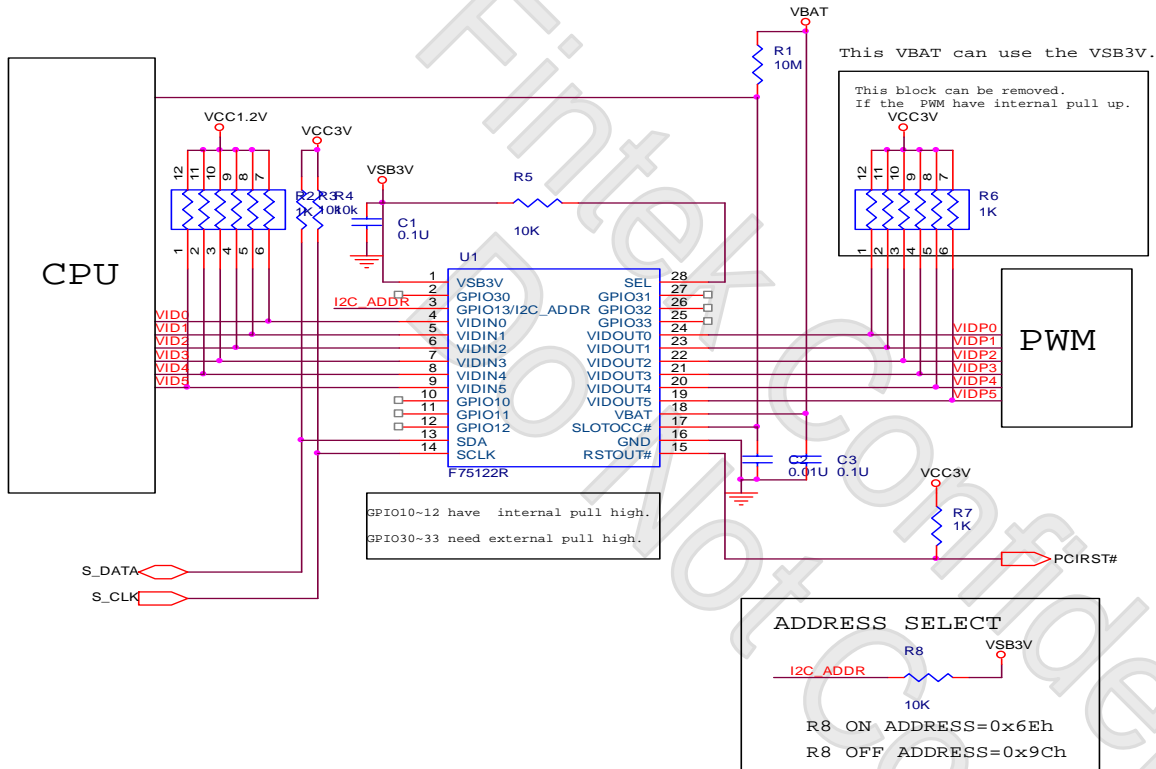 VBAT
R1
10M
This VBAT can use the VSB3V.
This block can be removed.
If the PWM have internal pull up.
VCC3V
12
11
10
9
8
7
R6
1K
1
2
3
4
5
6
VCC1.2V
VCC3V
12
11
10
9
8
7
R2
1K
R3
10k
R4
10k
1
2
3
4
5
6
VSB3V
C1
0.1U
R5
10K
CPU
VID0
VID1
VID2
VID3
VID4
VID5
I2C_ADDR
U1
1 VSB3V
2 GPIO30
3 GPIO13/I2C_ADDR
4 VIDIN0
5 VIDIN1
6 VIDIN2
7 VIDIN3
8 VIDIN4
9 VIDIN5
10 GPIO10
11 GPIO11
12 GPIO12
13 SDA
14 SCLK
SEL 28
GPIO31 27
GPIO32 26
GPIO33 25
VIDOUT0 24
VIDOUT1 23
VIDOUT2 22
VIDOUT3 21
VIDOUT4 20
VIDOUT5 19
VBAT 18
SLOTOCC# 17
GND 16
RSTOUT# 15
F75122R
VIDP0
VIDP1
VIDP2
VIDP3
VIDP4
VIDP5
PWM
C2
0.01U
C3
0.1U
GPIO10~12 have internal pull high.
GPIO30~33 need external pull high.
VCC3V
R7
1K
PCIRST#
S_DATA
S_CLK
ADDRESS SELECT
R8
VSB3V
I2C_ADDR
10K
R8 ON ADDRESS=0x6Eh
R8 OFF ADDRESS=0x9Ch
Fintek Confide
Do Not Co